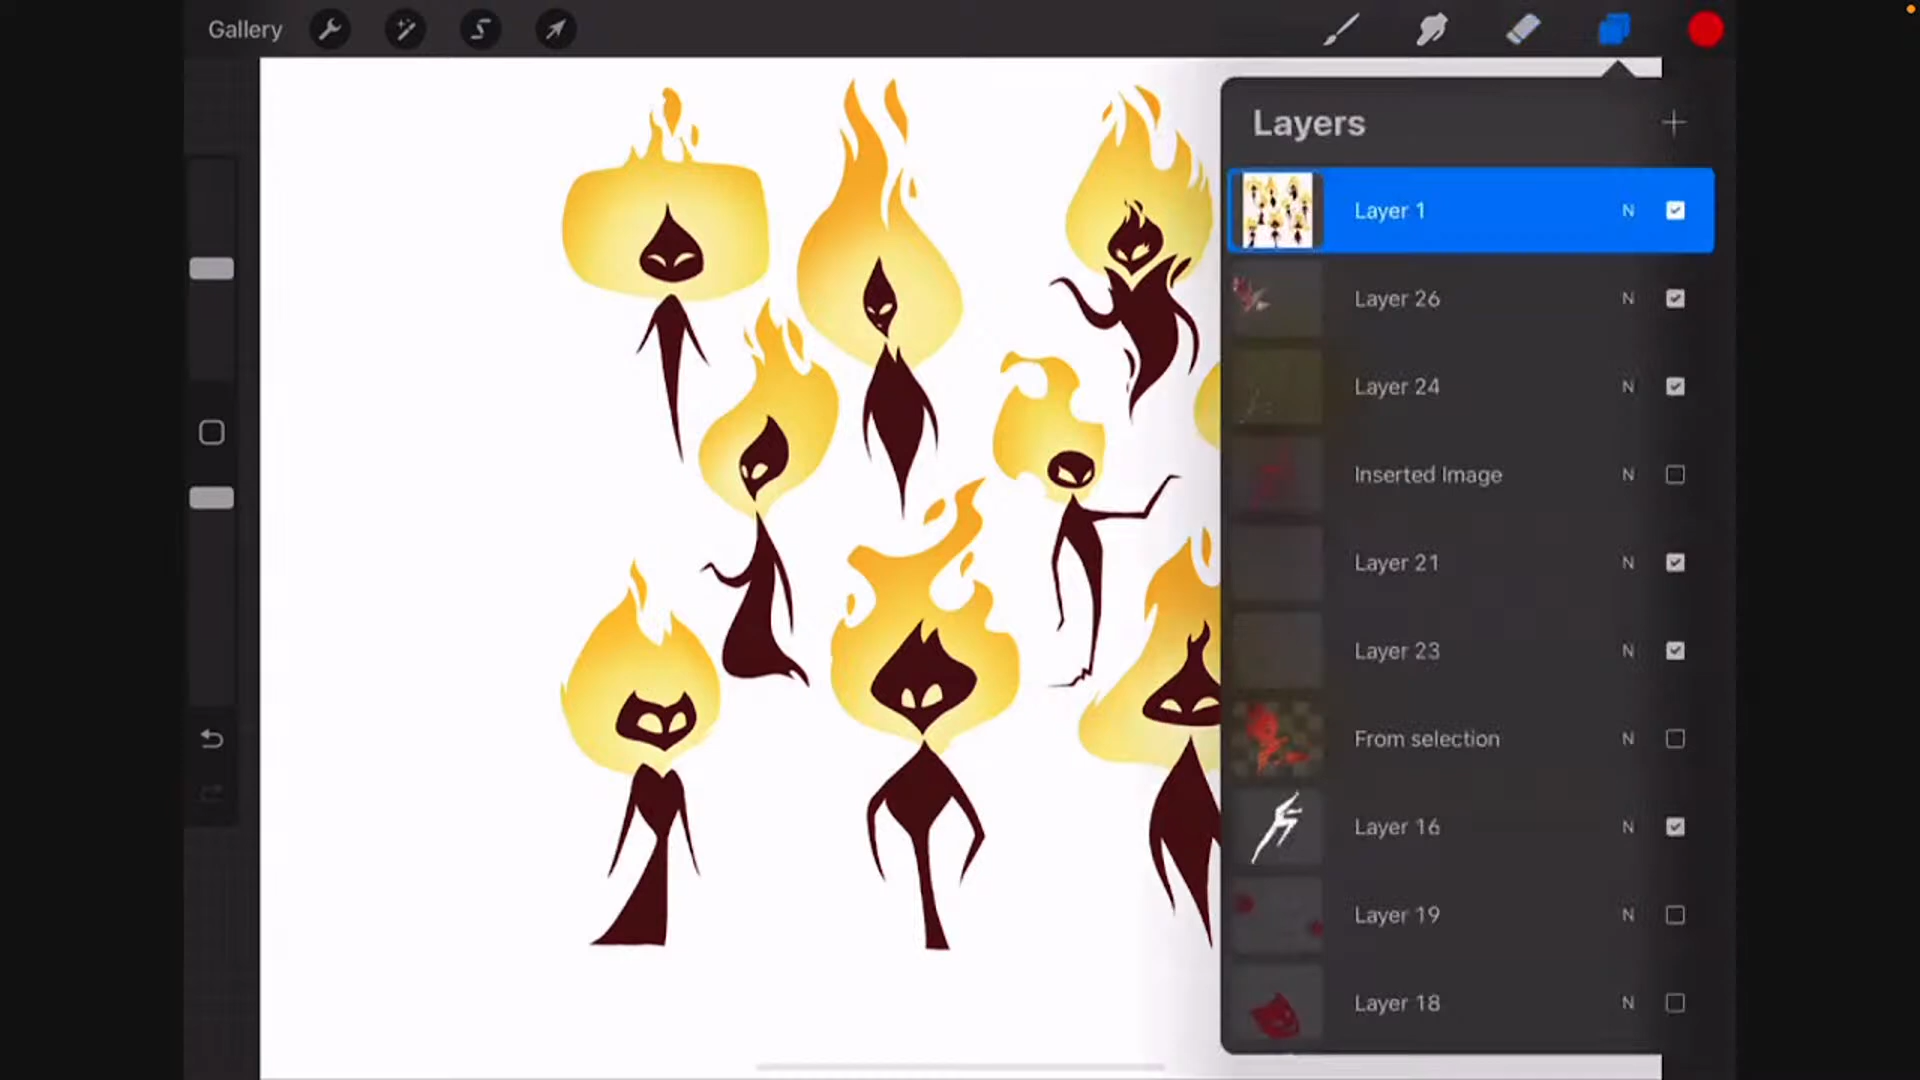 Gallery
Layers
Layer 1 N
Layer 26 N
Layer 24 N
Inserted Image N
Layer 21 N
Layer 23 N
From selection N
Layer 16 N
Layer 19 N
Layer 18 N